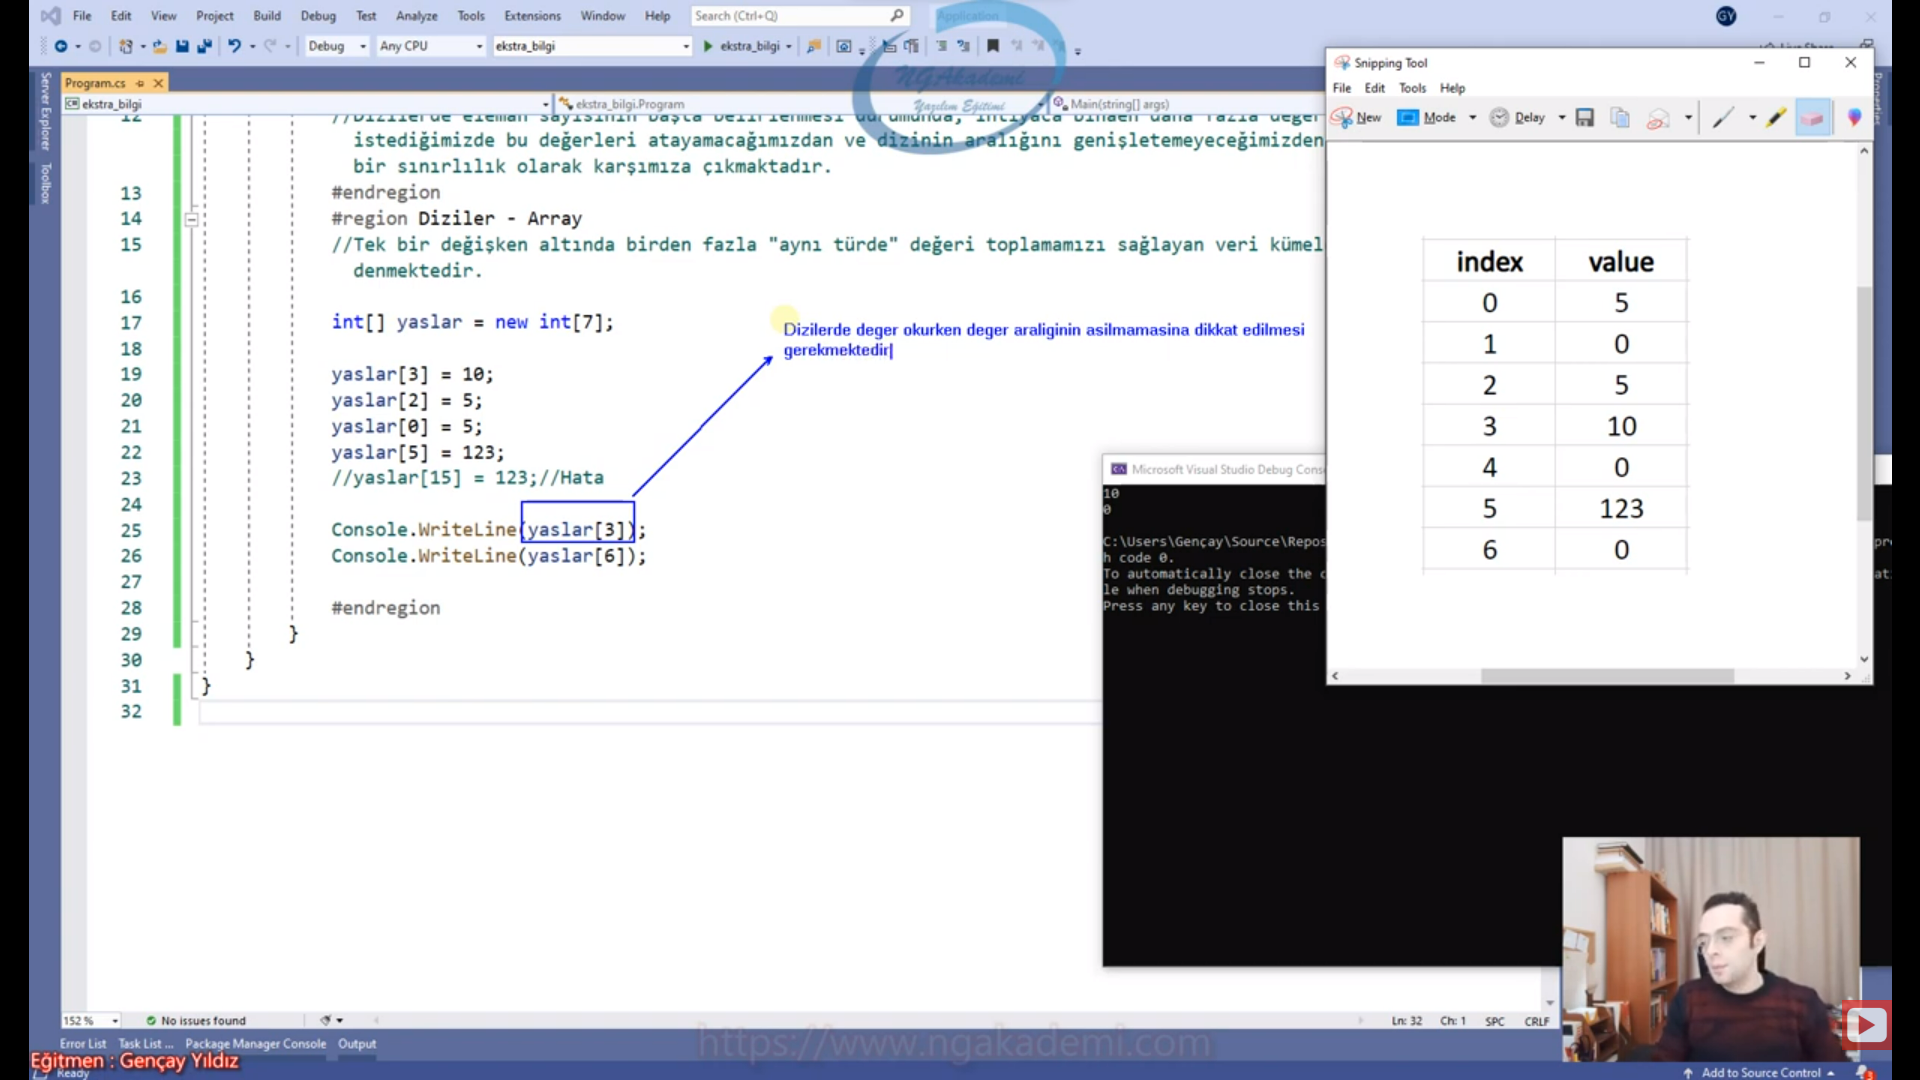 File Edit View Project Build Debug Test Analyze Tools Extensions Window Help Search (Ctrl+Q) Application GY
Debug Any CPU ekstra_bilgi ekstra_bilgi Live Share
NGAkademi
Yazılım Eğitimi
Server Explorer
Toolbox
Properties
Program.cs
ekstra_bilgi ekstra_bilgi.Program Main(string[] args)
12 //Dizilerde eleman sayısının başta belirlenmesi durumunda, ihtiyaca binaen daha fazla değer
istediğimizde bu değerleri atayamacağımızdan ve dizinin aralığını genişletemeyeceğimizden
bir sınırlılık olarak karşımıza çıkmaktadır.
13 #endregion
14 #region Diziler - Array
15 //Tek bir değişken altında birden fazla "aynı türde" değeri toplamamızı sağlayan veri kümel
denmektedir.
16
17 int[] yaslar = new int[7];
18
19 yaslar[3] = 10;
20 yaslar[2] = 5;
21 yaslar[0] = 5;
22 yaslar[5] = 123;
23 //yaslar[15] = 123;//Hata
24
25 Console.WriteLine(yaslar[3]);
26 Console.WriteLine(yaslar[6]);
27
28 #endregion
29 }
30 }
31 }
32
Dizilerde deger okurken deger araliginin asilmamasina dikkat edilmesi
gerekmektedir
Snipping Tool
File Edit Tools Help
New Mode Delay
index value
0 5
1 0
2 5
3 10
4 0
5 123
6 0
Microsoft Visual Studio Debug Cons
10
0
C:\Users\Gençay\Source\Repos
h code 0.
To automatically close the c
le when debugging stops.
Press any key to close this
152 % No issues found Ln: 32 Ch: 1 SPC CRLF
Error List Task List ... Package Manager Console Output
https://www.ngakademi.com
Eğitmen : Gençay Yıldız
Ready Add to Source Control